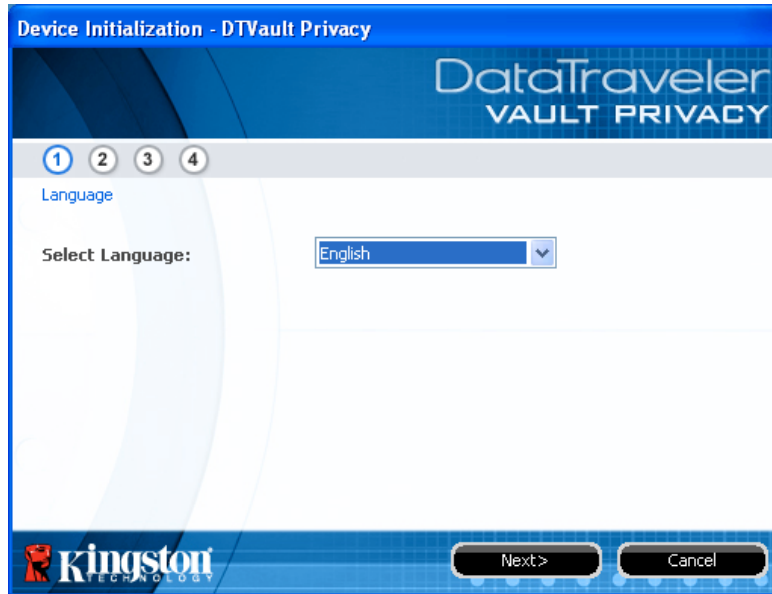 Device Initialization - DTVault Privacy
DataTraveler
VAULT PRIVACY
1 2 3 4
Language
Select Language: English
Kingston
TECHNOLOGY
Next> Cancel